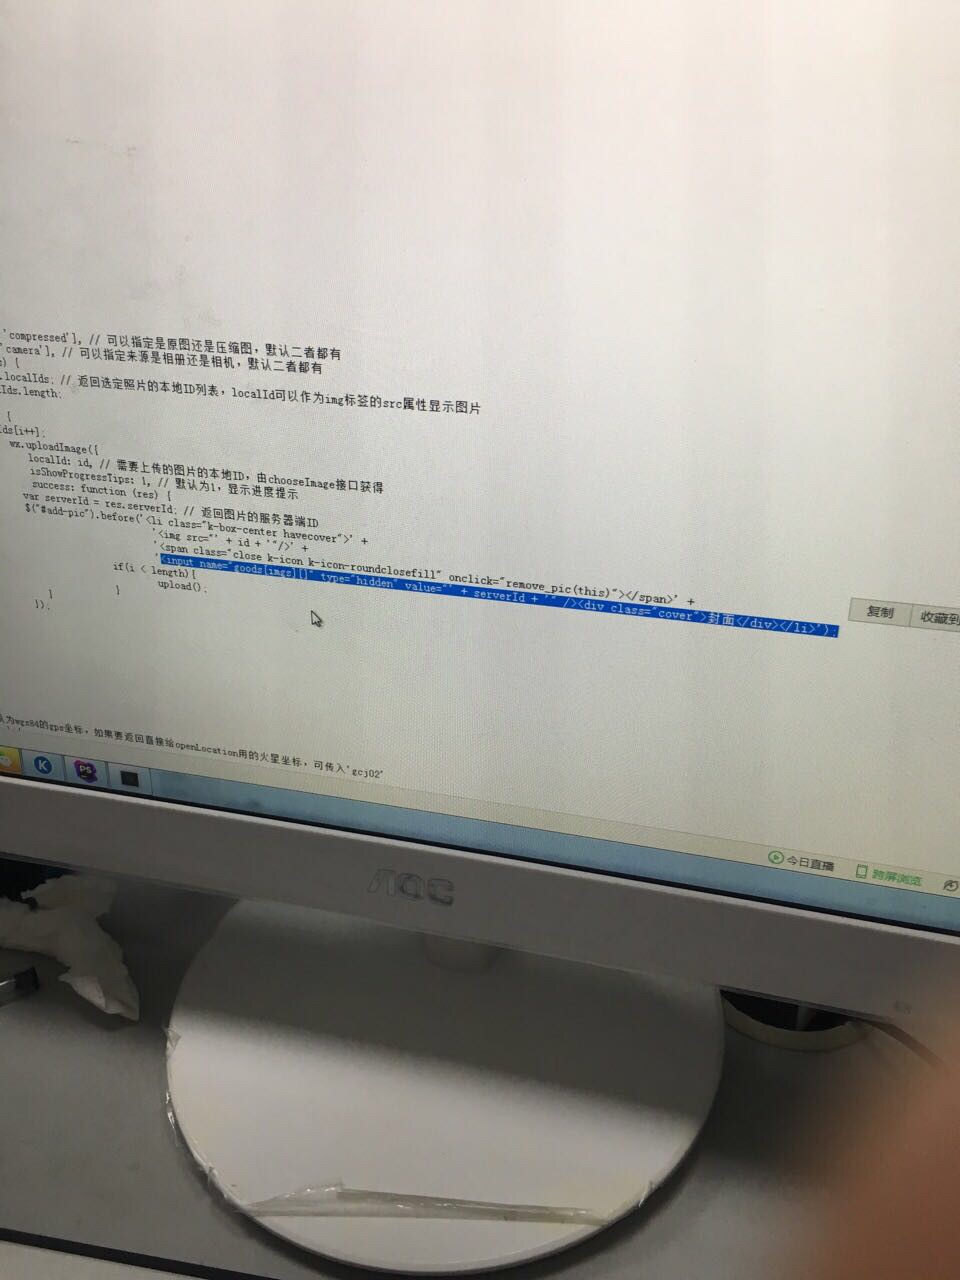 'compressed'], // 可以指定是原图还是压缩图，默认二者都有
'camera'], // 可以指定来源是相册还是相机，默认二者都有
) {
.localIds; // 返回选定照片的本地ID列表，localId可以作为img标签的src属性显示图片
Ids.length;
{
ds[i++];
wx.uploadImage({
localId: id, // 需要上传的图片的本地ID，由chooseImage接口获得
isShowProgressTips: 1, // 默认为1，显示进度提示
success: function (res) {
var serverId = res.serverId; // 返回图片的服务器端ID
$("#add-pic").before('<li class="k-box-center havecover">' +
'<img src="' + id + '"/>' +
'<span class="close k-icon k-icon-roundclosefill" onclick="remove_pic(this)"></span>' +
'<input name="goods[imgs][]" type="hidden" value="' + serverId + '" /><div class="cover">封面</div></li>');
if(i < length){
upload();
}
}
});
复制 收藏到
认为wgs84的gps坐标，如果要返回直接给openLocation用的火星坐标，可传入'gcj02'
K
PS
今日直播 跨屏浏览
AOC